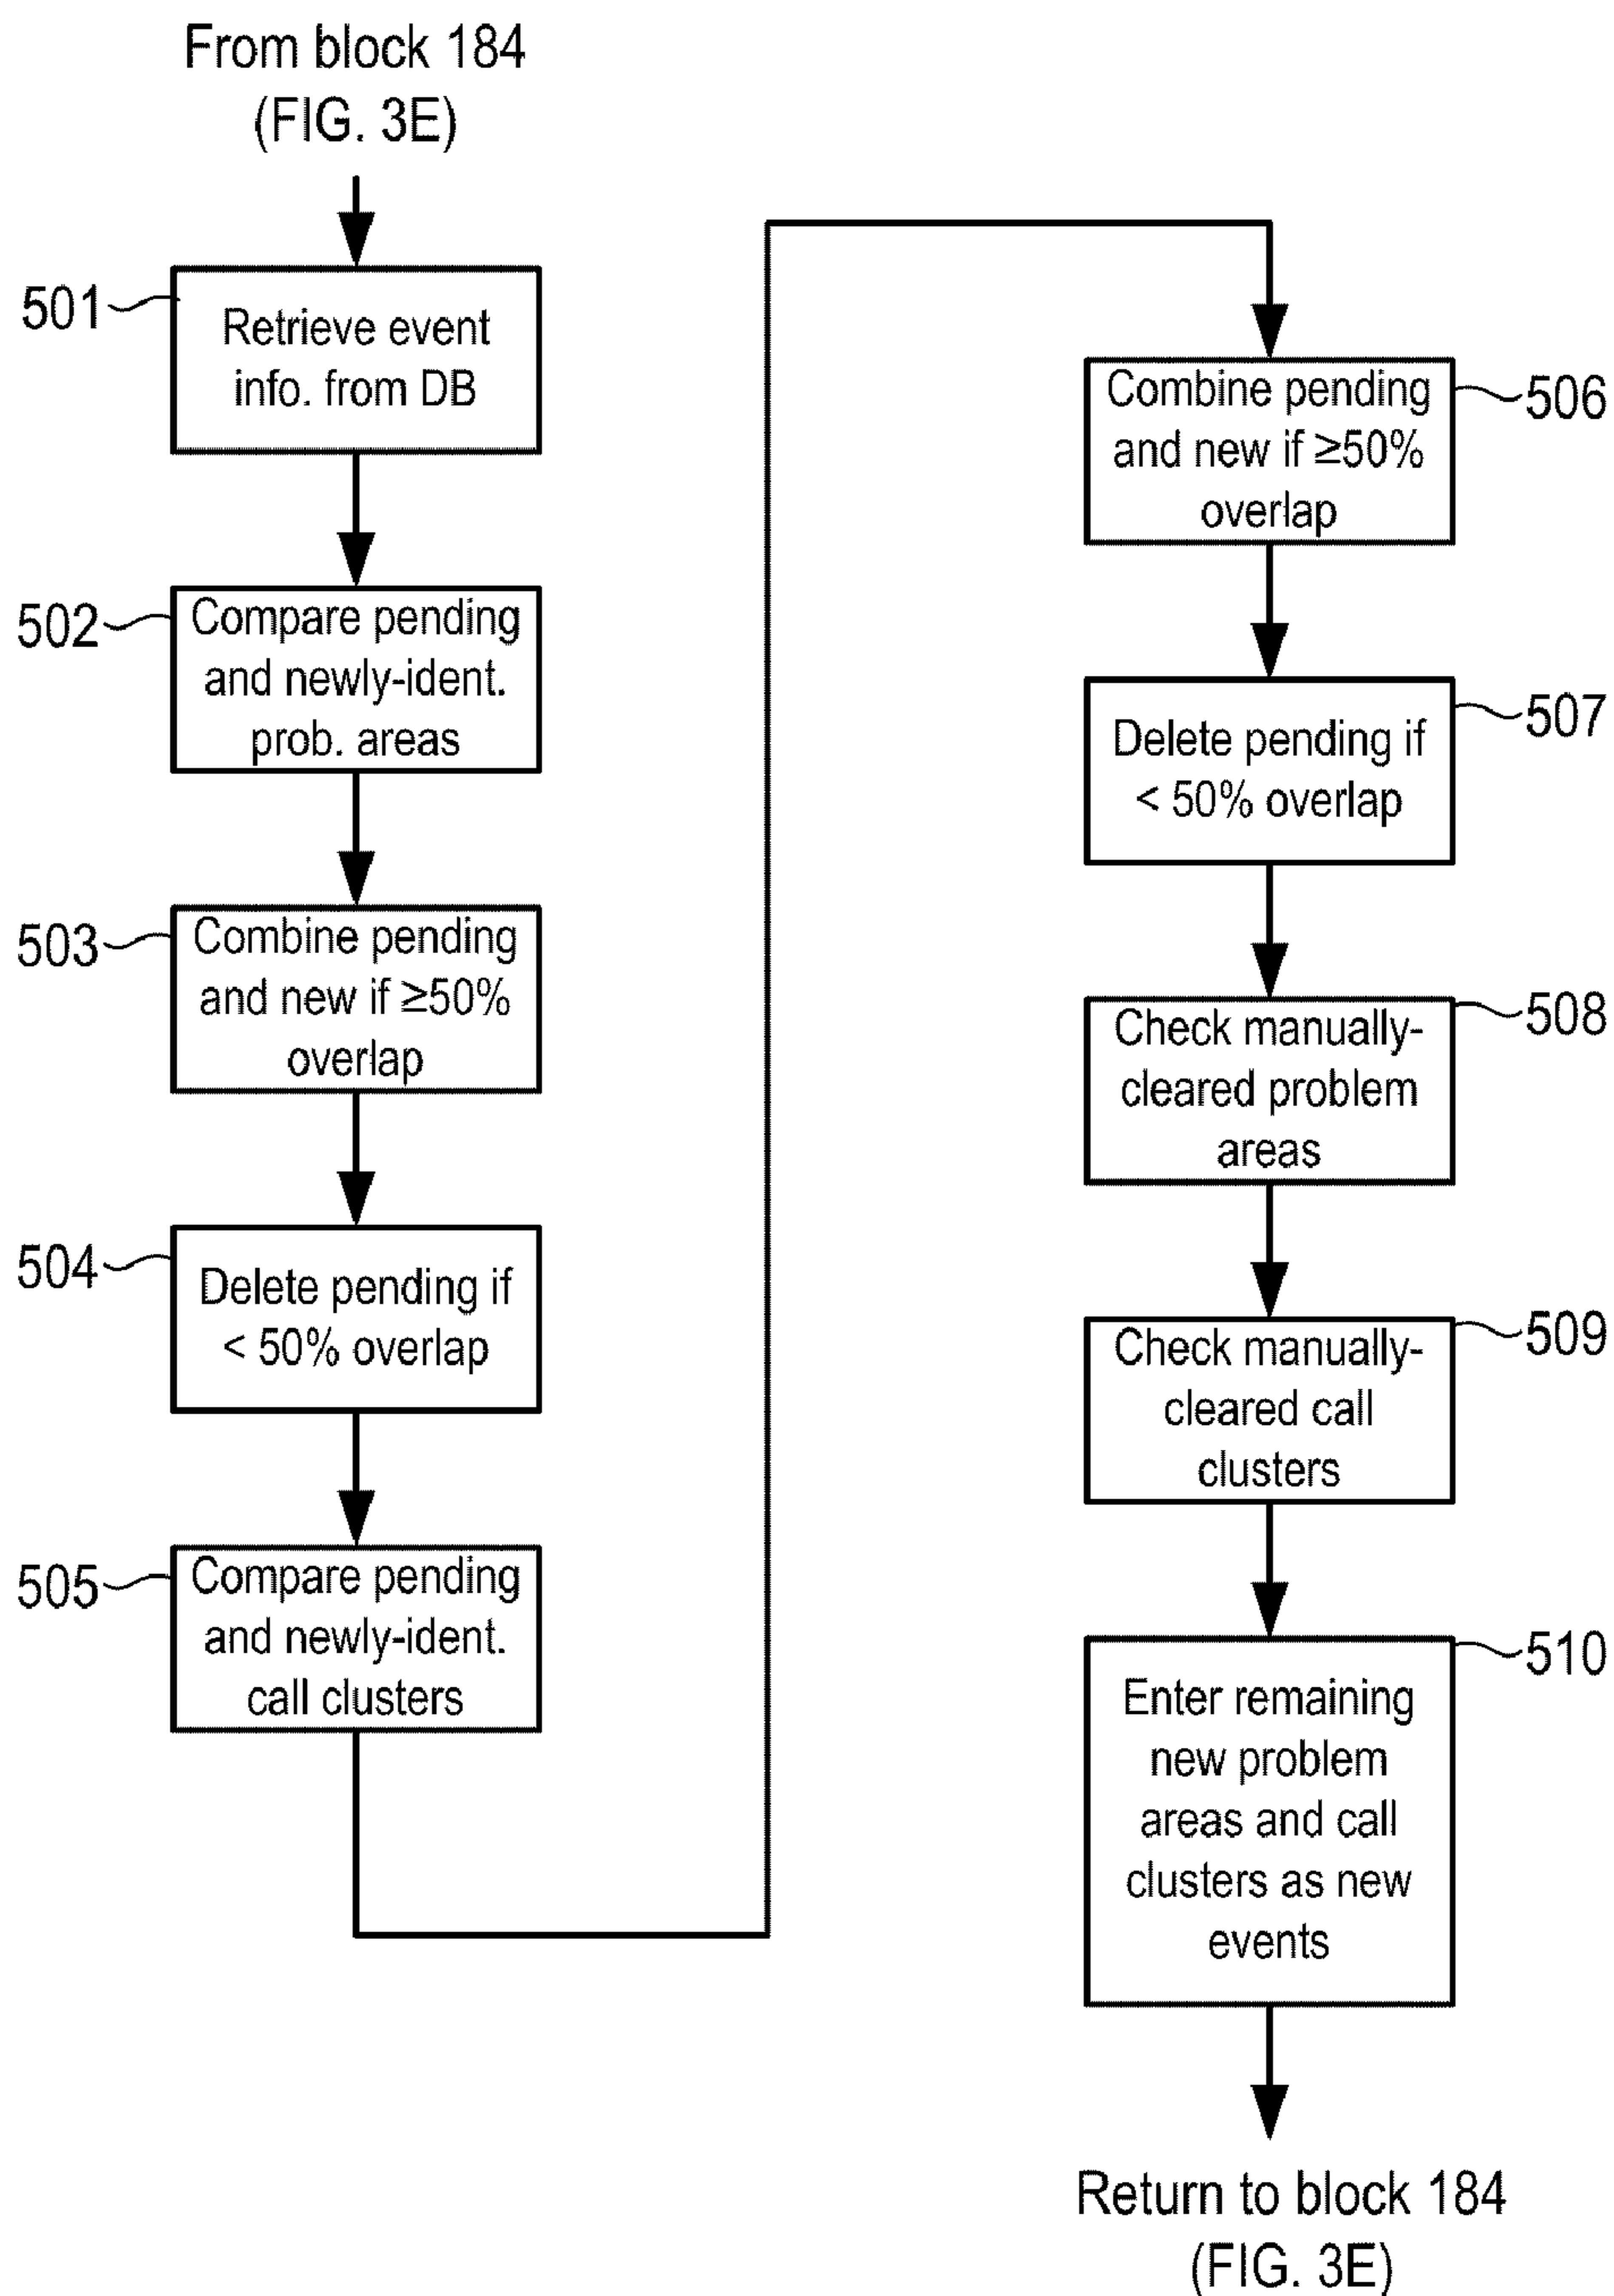 From block 184
(FIG. 3E)
501
Retrieve event
info. from DB
502
Compare pending
and newly-ident.
prob. areas
503
Combine pending
and new if ≥50%
overlap
504
Delete pending if
< 50% overlap
505
Compare pending
and newly-ident.
call clusters
506
Combine pending
and new if ≥50%
overlap
507
Delete pending if
< 50% overlap
508
Check manually-
cleared problem
areas
509
Check manually-
cleared call
clusters
510
Enter remaining
new problem
areas and call
clusters as new
events
Return to block 184
(FIG. 3E)